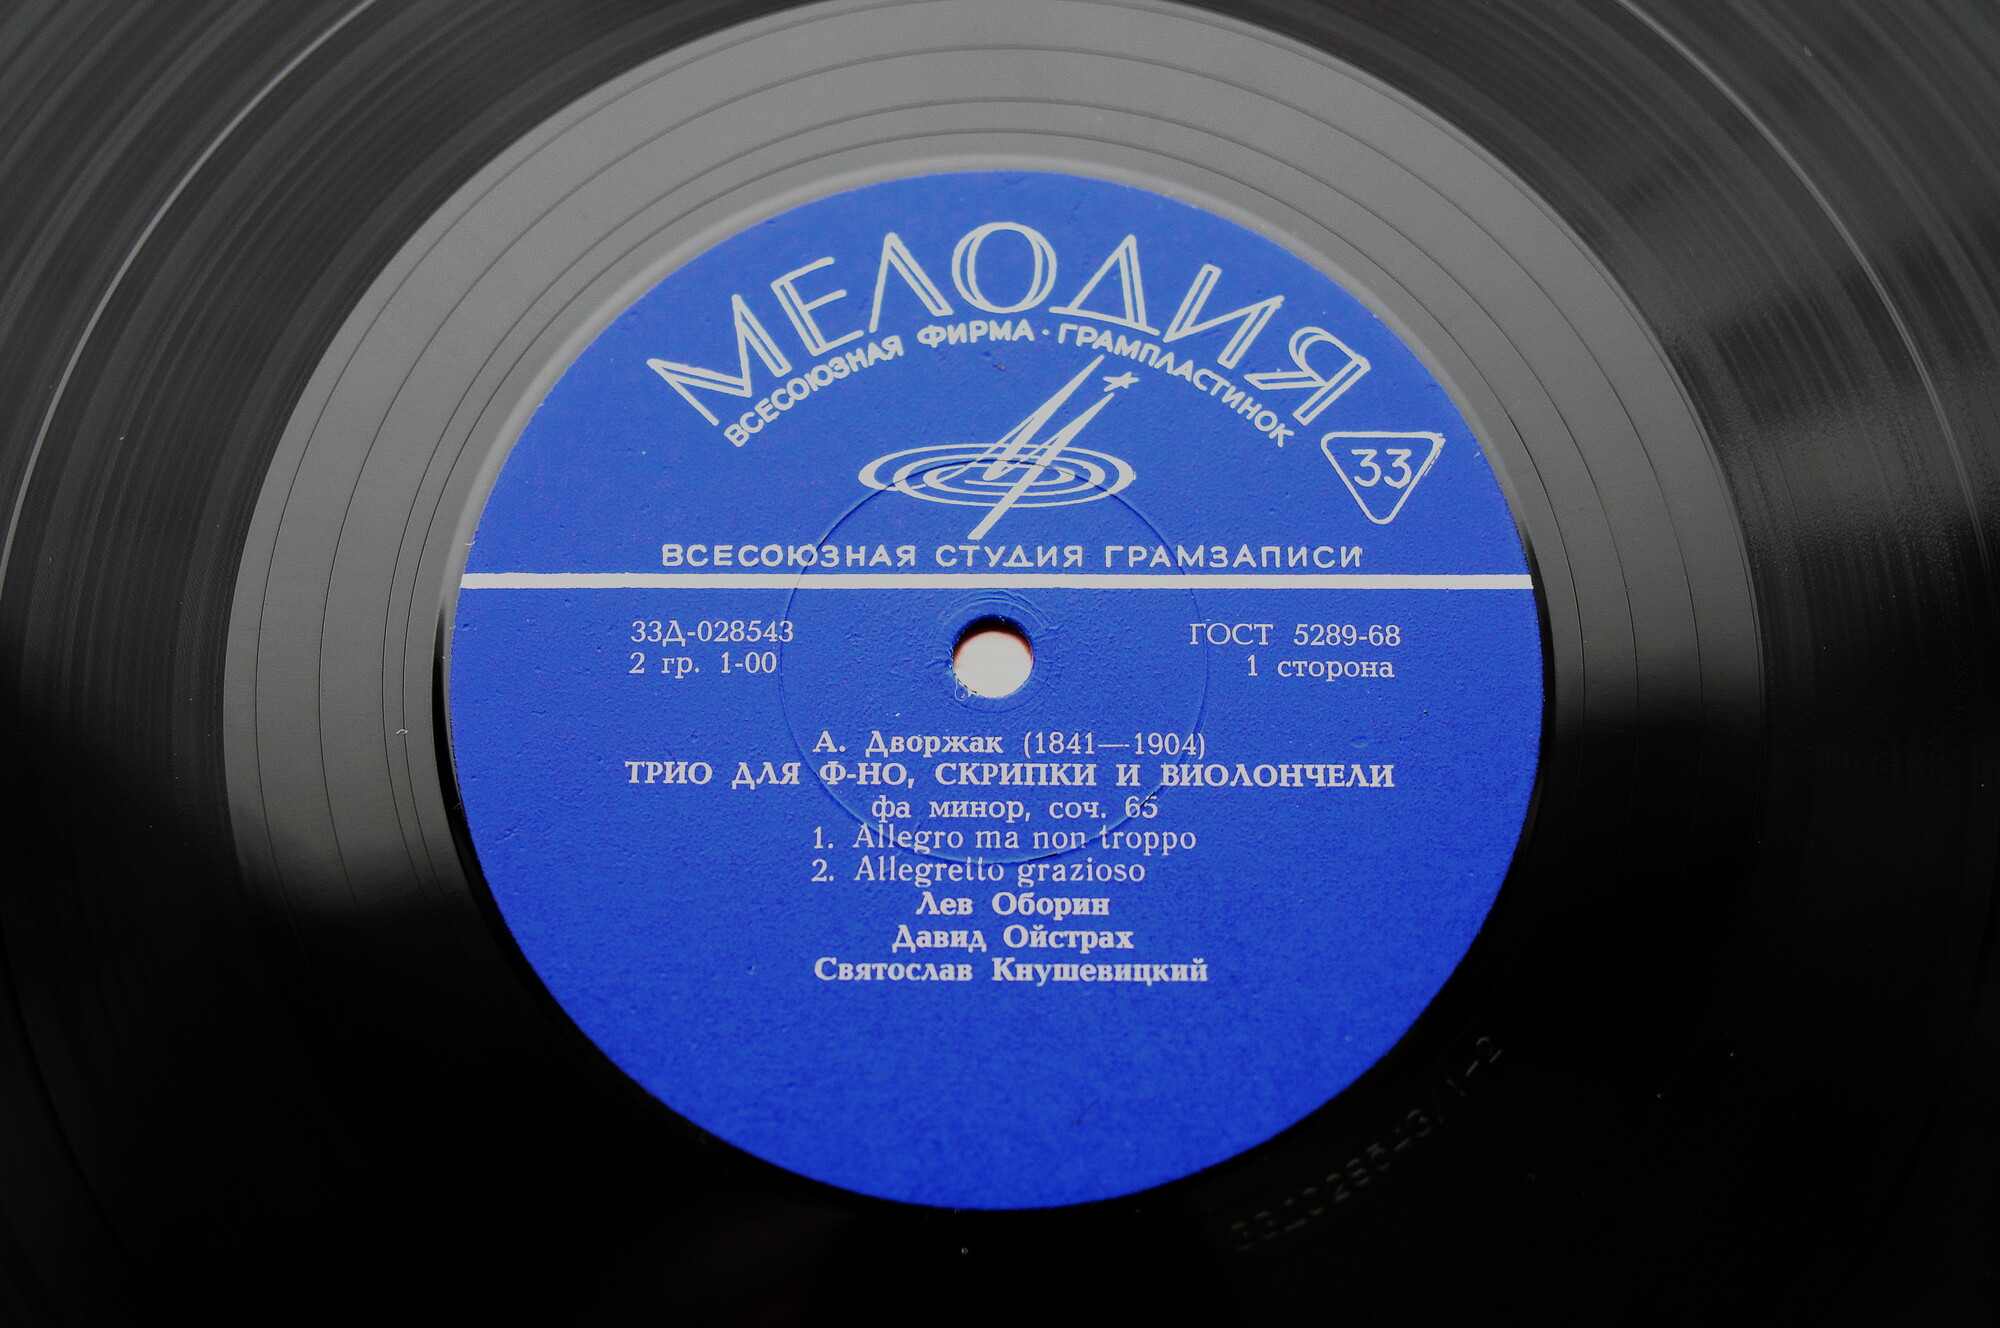 МЕЛОДИЯ
ВСЕСОЮЗНАЯ ФИРМА · ГРАМПЛАСТИНОК
33
ВСЕСОЮЗНАЯ СТУДИЯ ГРАМЗАПИСИ
33Д-028543 ГОСТ 5289-68
2 гр. 1-00 1 сторона
А. Дворжак (1841—1904)
ТРИО ДЛЯ Ф-НО, СКРИПКИ И ВИОЛОНЧЕЛИ
фа минор, соч. 65
1. Allegro ma non troppo
2. Allegretto grazioso
Лев Оборин
Давид Ойстрах
Святослав Кнушевицкий